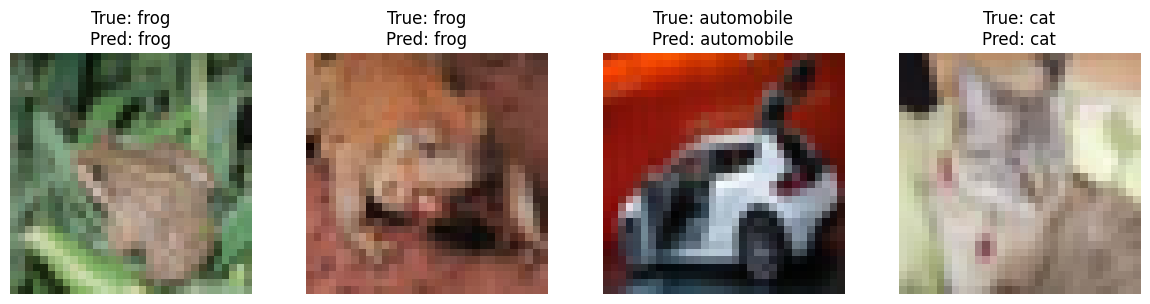 True: frog
Pred: frog
True: frog
Pred: frog
True: automobile
Pred: automobile
True: cat
Pred: cat